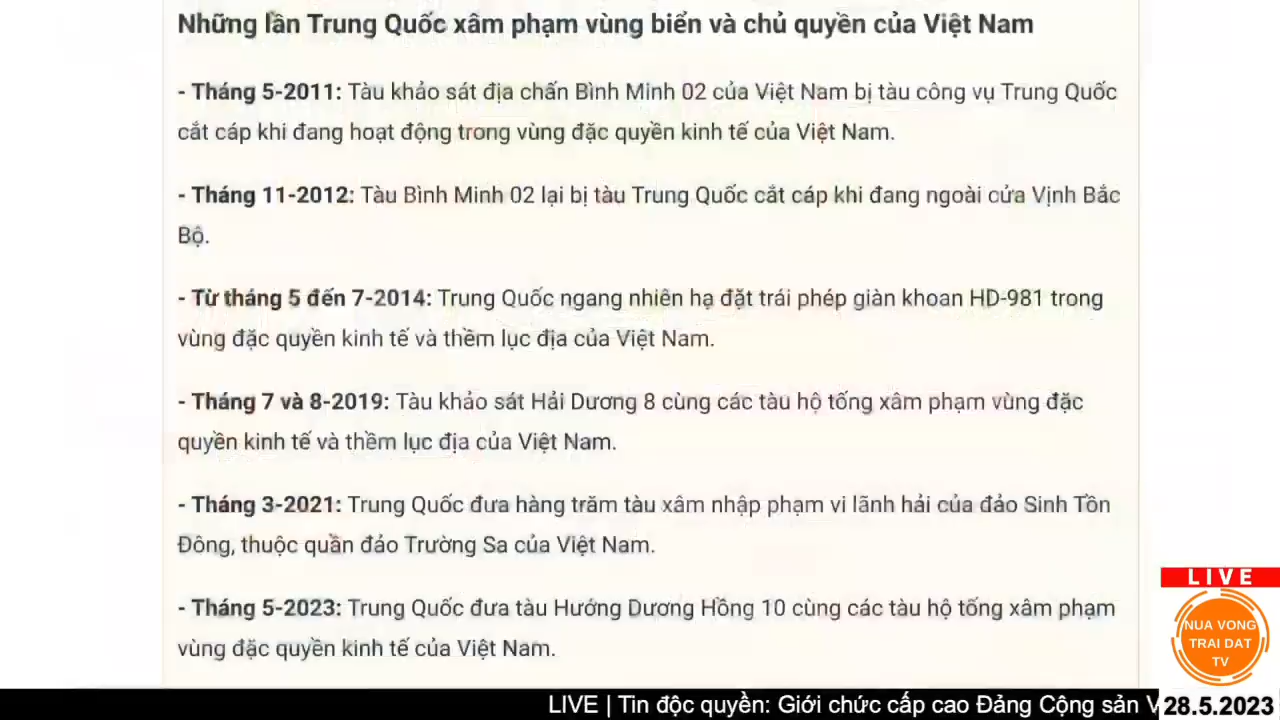 Những lần Trung Quốc xâm phạm vùng biển và chủ quyền của Việt Nam
- Tháng 5-2011: Tàu khảo sát địa chấn Bình Minh 02 của Việt Nam bị tàu công vụ Trung Quốc
cắt cáp khi đang hoạt động trong vùng đặc quyền kinh tế của Việt Nam.
- Tháng 11-2012: Tàu Bình Minh 02 lại bị tàu Trung Quốc cắt cáp khi đang ngoài cửa Vịnh Bắc
Bộ.
- Từ tháng 5 đến 7-2014: Trung Quốc ngang nhiên hạ đặt trái phép giàn khoan HD-981 trong
vùng đặc quyền kinh tế và thềm lục địa của Việt Nam.
- Tháng 7 và 8-2019: Tàu khảo sát Hải Dương 8 cùng các tàu hộ tống xâm phạm vùng đặc
quyền kinh tế và thềm lục địa của Việt Nam.
- Tháng 3-2021: Trung Quốc đưa hàng trăm tàu xâm nhập phạm vi lãnh hải của đảo Sinh Tồn
Đông, thuộc quần đảo Trường Sa của Việt Nam.
- Tháng 5-2023: Trung Quốc đưa tàu Hướng Dương Hồng 10 cùng các tàu hộ tống xâm phạm
vùng đặc quyền kinh tế của Việt Nam.
LIVE
NUA VONG
TRAI DAT
TV
LIVE | Tin độc quyền: Giới chức cấp cao Đảng Cộng sản V
28.5.2023